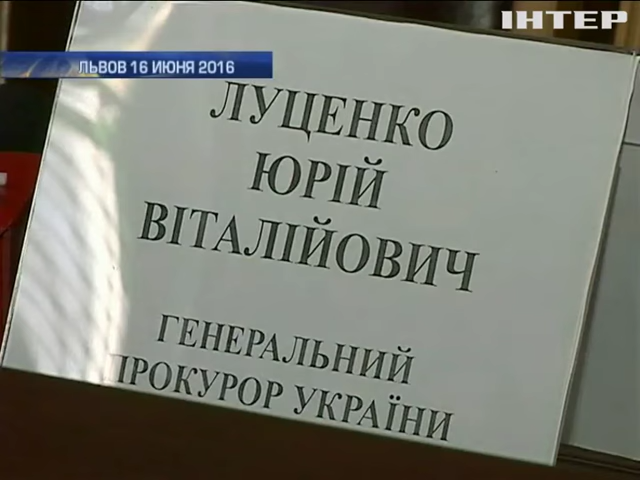 ІНТЕР
ЛЬВОВ 16 ИЮНЯ 2016
ЛУЦЕНКО
ЮРІЙ
ВІТАЛІЙОВИЧ
ГЕНЕРАЛЬНИЙ
ПРОКУРОР УКРАЇНИ